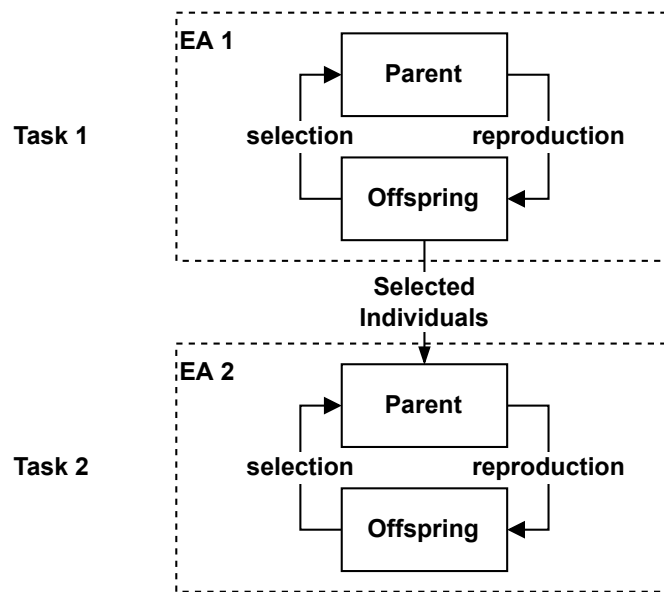 EA 1
Parent
Task 1
selection
reproduction
Offspring
Selected
Individuals
EA 2
Parent
Task 2
selection
reproduction
Offspring